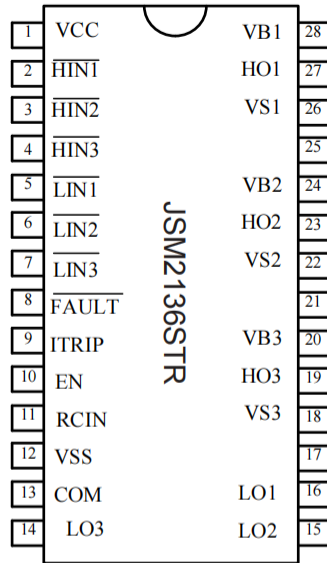 1 VCC VB1 28
2 HIN1 HO1 27
3 HIN2 VS1 26
4 HIN3 25
5 LIN1 VB2 24
6 LIN2 HO2 23
7 LIN3 VS2 22
8 FAULT 21
9 ITRIP VB3 20
10 EN HO3 19
11 RCIN VS3 18
12 VSS 17
13 COM LO1 16
14 LO3 LO2 15
JSM2136STR